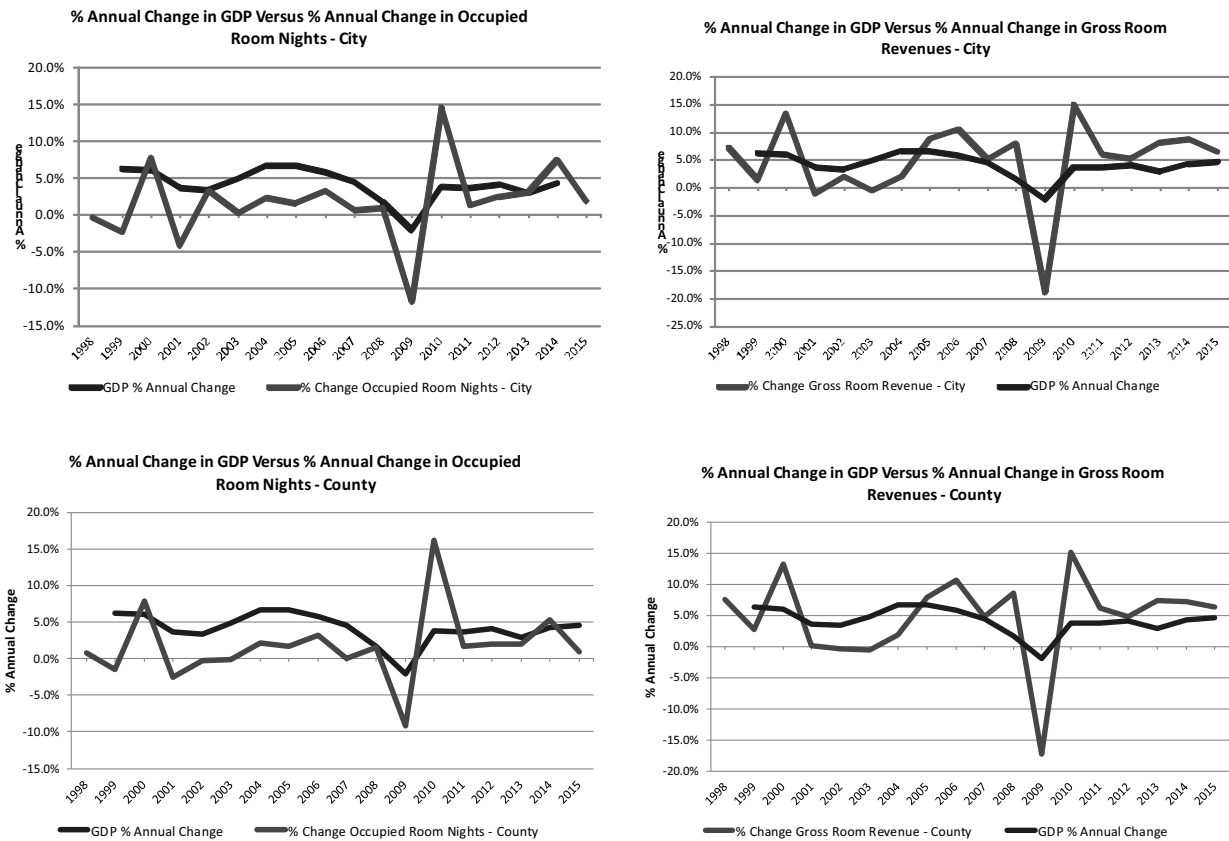 % Annual Change in GDP Versus % Annual Change in Occupied
Room Nights - City
% Annual Change
20.0%
15.0%
10.0%
5.0%
0.0%
-5.0%
-10.0%
-15.0%
1998 1999 2000 2001 2002 2003 2004 2005 2006 2007 2008 2009 2010 2011 2012 2013 2014 2015
GDP % Annual Change % Change Occupied Room Nights - City
% Annual Change in GDP Versus % Annual Change in Gross Room
Revenues - City
% Annual Change
20.0%
15.0%
10.0%
5.0%
0.0%
-5.0%
-10.0%
-15.0%
-20.0%
-25.0%
1998 1999 2000 2001 2002 2003 2004 2005 2006 2007 2008 2009 2010 2011 2012 2013 2014 2015
% Change Gross Room Revenue - City GDP % Annual Change
% Annual Change in GDP Versus % Annual Change in Occupied
Room Nights - County
% Annual Change
20.0%
15.0%
10.0%
5.0%
0.0%
-5.0%
-10.0%
-15.0%
1998 1999 2000 2001 2002 2003 2004 2005 2006 2007 2008 2009 2010 2011 2012 2013 2014 2015
GDP % Annual Change % Change Occupied Room Nights - County
% Annual Change in GDP Versus % Annual Change in Gross Room
Revenues - County
% Annual Change
20.0%
15.0%
10.0%
5.0%
0.0%
-5.0%
-10.0%
-15.0%
-20.0%
1998 1999 2000 2001 2002 2003 2004 2005 2006 2007 2008 2009 2010 2011 2012 2013 2014 2015
% Change Gross Room Revenue - County GDP % Annual Change